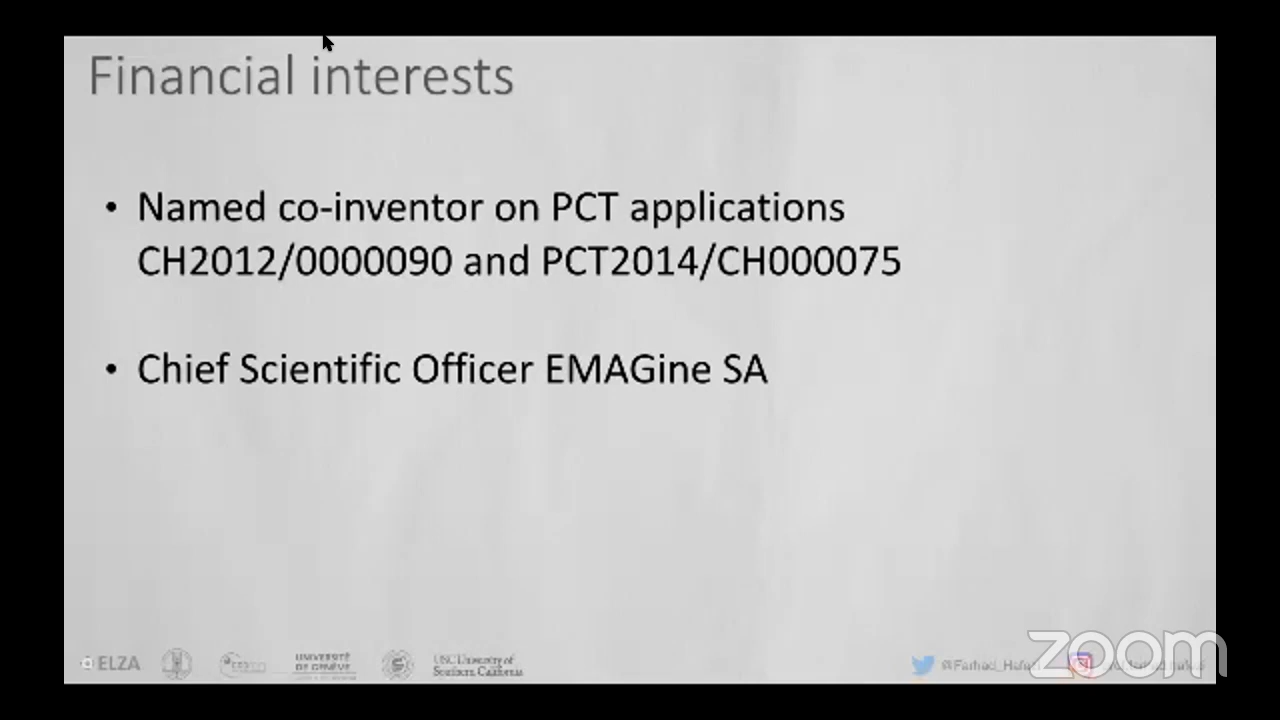 Financial interests
• Named co-inventor on PCT applications
CH2012/0000090 and PCT2014/CH000075
• Chief Scientific Officer EMAGine SA
ELZA
UNIVERSITÉ
DE GENÈVE
USC University of
Southern California
@Farhad_Hafezi
zoom